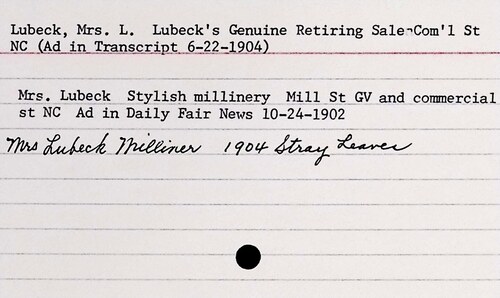 Lubeck, Mrs. L.  Lubeck's Genuine Retiring Sale-Com'l St
NC (Ad in Transcript 6-22-1904)
Mrs. Lubeck  Stylish millinery  Mill St GV and commercial
st NC  Ad in Daily Fair News 10-24-1902
Mrs Lubeck Milliner  1904 Stray Leaves